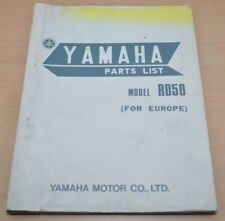 YAMAHA
PARTS LIST
MODEL RD50
(FOR EUROPE)
YAMAHA MOTOR CO., LTD.